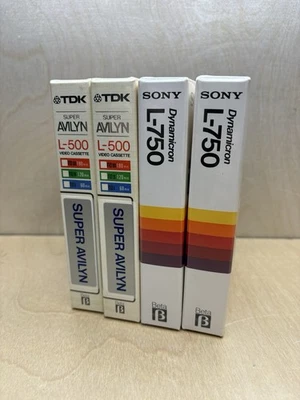 TDK
SUPER
AVILYN
L-500
VIDEO CASSETTE
SUPER AVILYN
TDK
SUPER
AVILYN
L-500
VIDEO CASSETTE
SUPER AVILYN
SONY
Dynamicron
L-750
Beta
B
SONY
Dynamicron
L-750
Beta
B